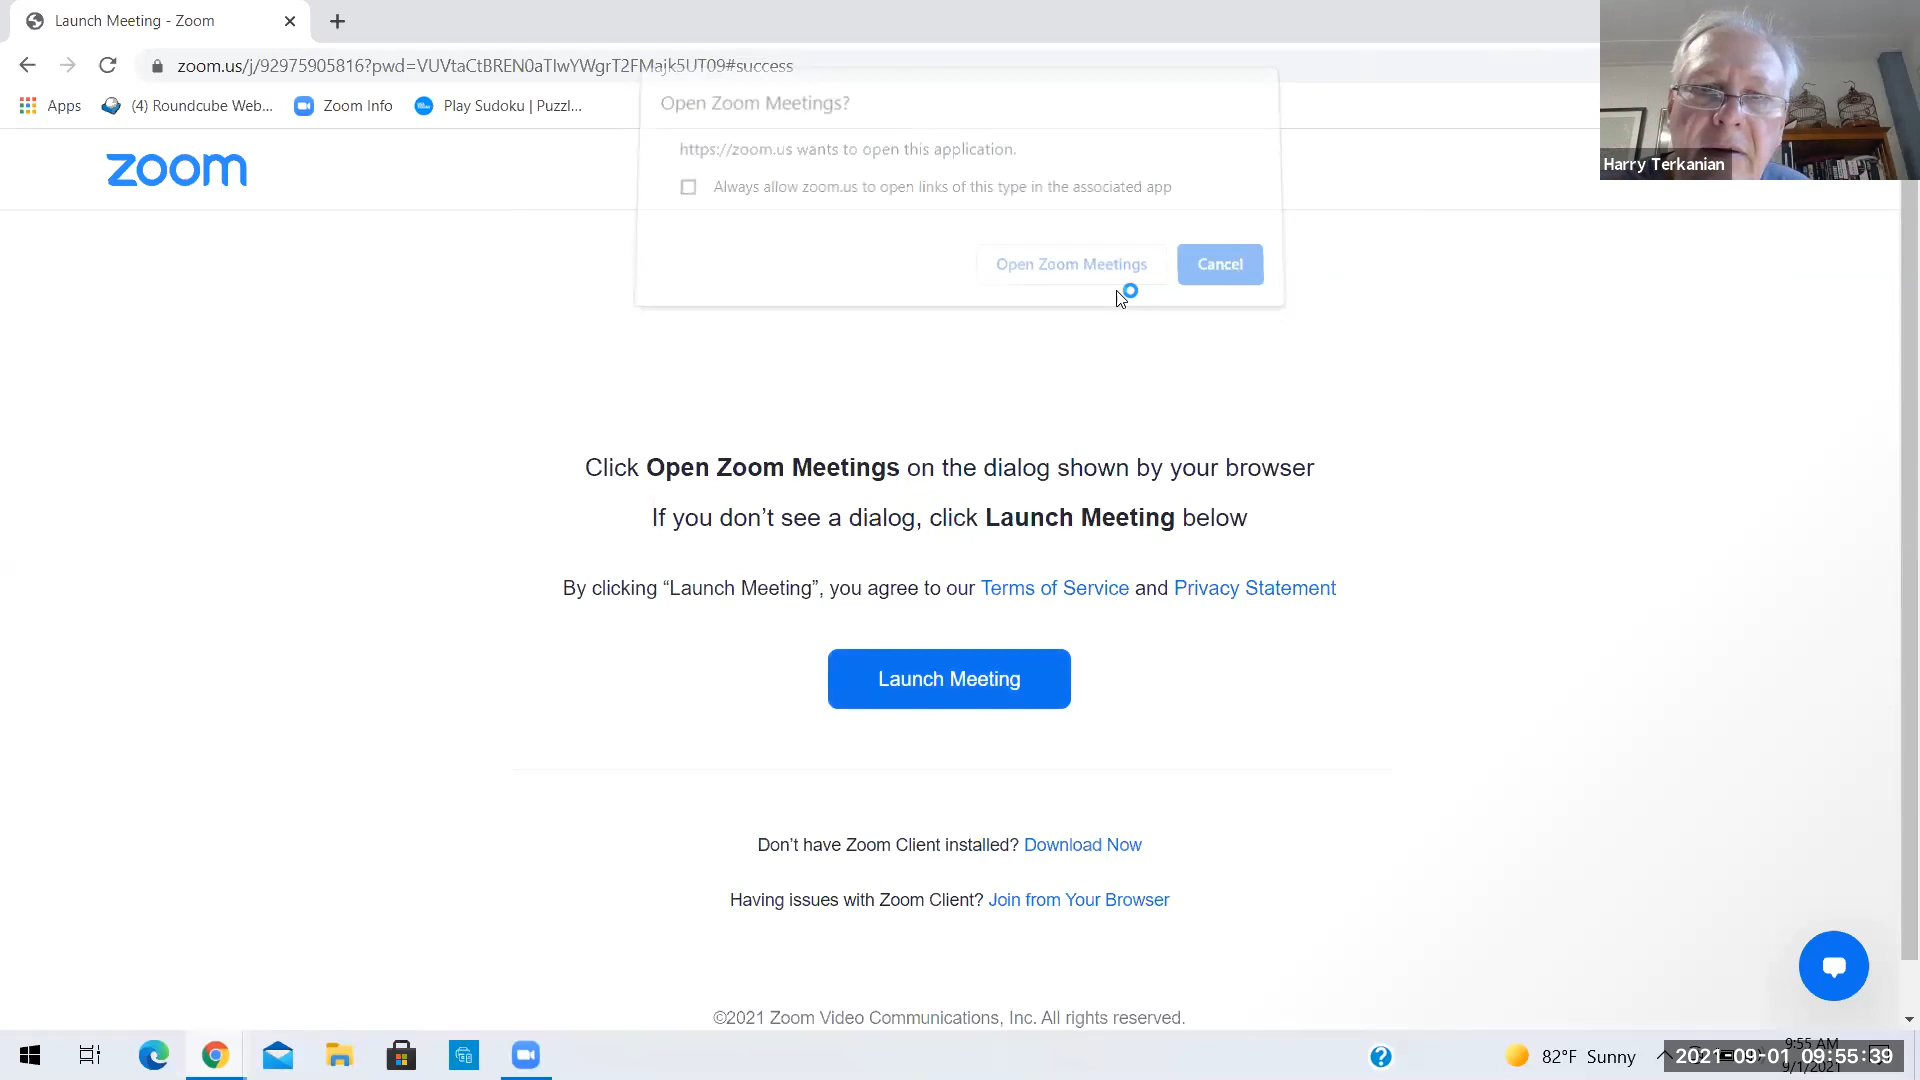 Launch Meeting - Zoom
zoom.us/j/92975905816?pwd=VUVtaCtBREN0aTlwYWgrT2FMajk5UT09#success
Apps (4) Roundcube Web... Zoom Info Play Sudoku | Puzzl...
Open Zoom Meetings?
https://zoom.us wants to open this application.
Always allow zoom.us to open links of this type in the associated app
Open Zoom Meetings Cancel
Harry Terkanian
zoom
Click Open Zoom Meetings on the dialog shown by your browser
If you don’t see a dialog, click Launch Meeting below
By clicking “Launch Meeting”, you agree to our Terms of Service and Privacy Statement
Launch Meeting
Don’t have Zoom Client installed? Download Now
Having issues with Zoom Client? Join from Your Browser
©2021 Zoom Video Communications, Inc. All rights reserved.
82°F Sunny
9:55 AM
2021-09-01 09:55:39
9/1/2021